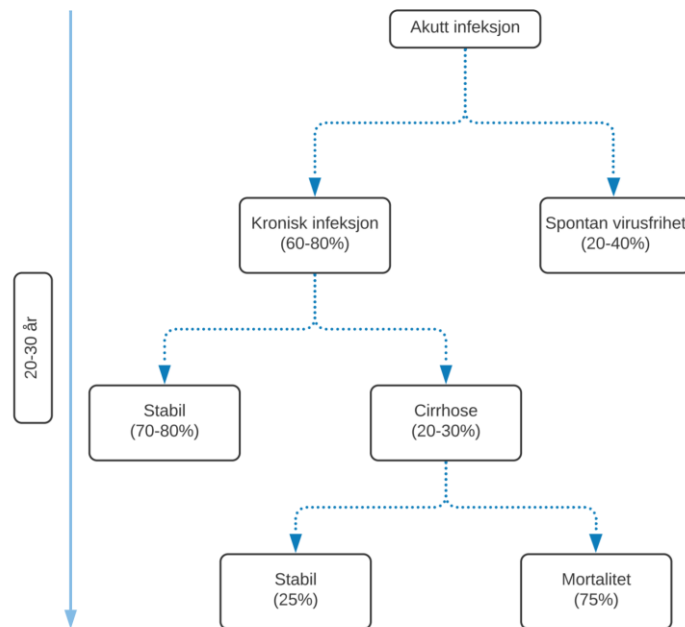 Akutt infeksjon
Kronisk infeksjon
(60-80%)
Spontan virusfrihet
(20-40%)
20-30 år
Stabil
(70-80%)
Cirrhose
(20-30%)
Stabil
(25%)
Mortalitet
(75%)